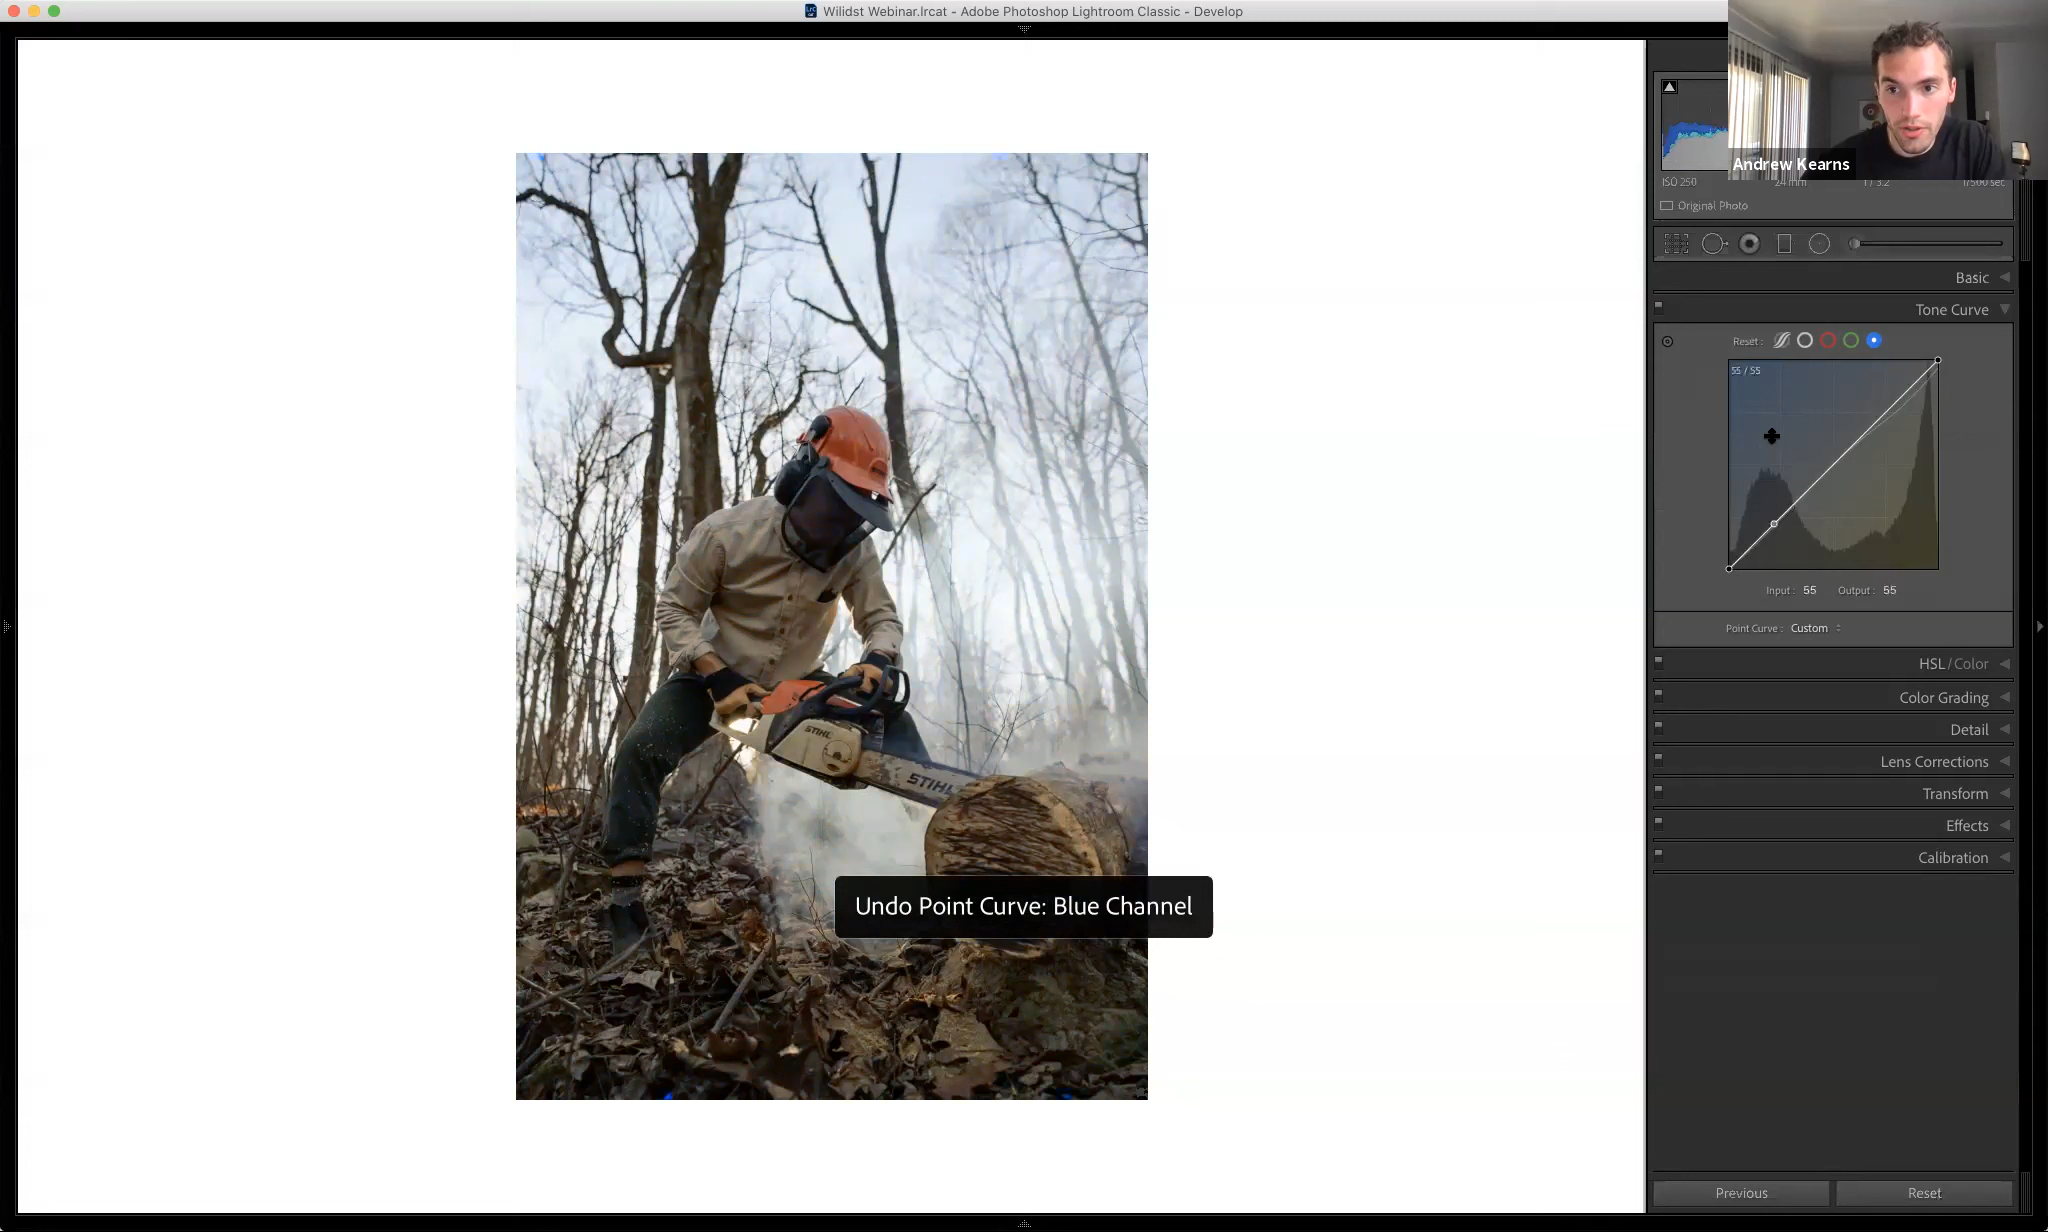 Wilidst Webinar.lrcat - Adobe Photoshop Lightroom Classic - Develop
Andrew Kearns
ISO 250
24 mm
f / 3.2
1/500 sec
Original Photo
Basic
Tone Curve
Reset :
55 / 55
Input : 55 Output : 55
Point Curve : Custom
HSL / Color
Color Grading
Detail
Lens Corrections
Transform
Effects
Calibration
STIHL
STIHL
Undo Point Curve: Blue Channel
Previous
Reset